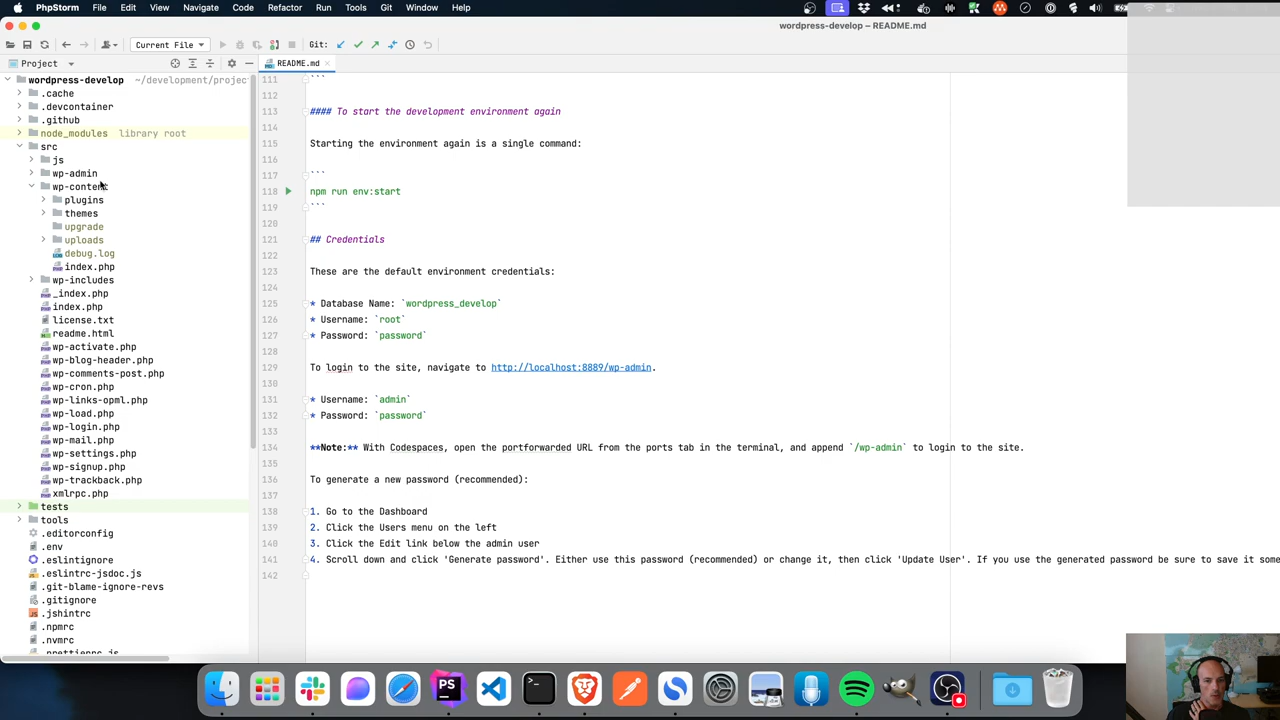 PhpStorm File Edit View Navigate Code Refactor Run Tools Git Window Help
wordpress-develop – README.md
Current File Git:
Project
README.md
wordpress-develop ~/development/projec
.cache
.devcontainer
.github
node_modules library root
src
js
wp-admin
wp-content
plugins
themes
upgrade
uploads
debug.log
index.php
wp-includes
_index.php
index.php
license.txt
readme.html
wp-activate.php
wp-blog-header.php
wp-comments-post.php
wp-cron.php
wp-links-opml.php
wp-load.php
wp-login.php
wp-mail.php
wp-settings.php
wp-signup.php
wp-trackback.php
xmlrpc.php
tests
tools
.editorconfig
.env
.eslintignore
.eslintrc-jsdoc.js
.git-blame-ignore-revs
.gitignore
.jshintrc
.npmrc
.nvmrc
.prettierrc.js
111 ```
112
113 #### To start the development environment again
114
115 Starting the environment again is a single command:
116
117 ```
118 npm run env:start
119 ```
120
121 ## Credentials
122
123 These are the default environment credentials:
124
125 * Database Name: `wordpress_develop`
126 * Username: `root`
127 * Password: `password`
128
129 To login to the site, navigate to http://localhost:8889/wp-admin.
130
131 * Username: `admin`
132 * Password: `password`
133
134 **Note:** With Codespaces, open the portforwarded URL from the ports tab in the terminal, and append `/wp-admin` to login to the site.
135
136 To generate a new password (recommended):
137
138 1. Go to the Dashboard
139 2. Click the Users menu on the left
140 3. Click the Edit link below the admin user
141 4. Scroll down and click 'Generate password'. Either use this password (recommended) or change it, then click 'Update User'. If you use the generated password be sure to save it som
142
PS